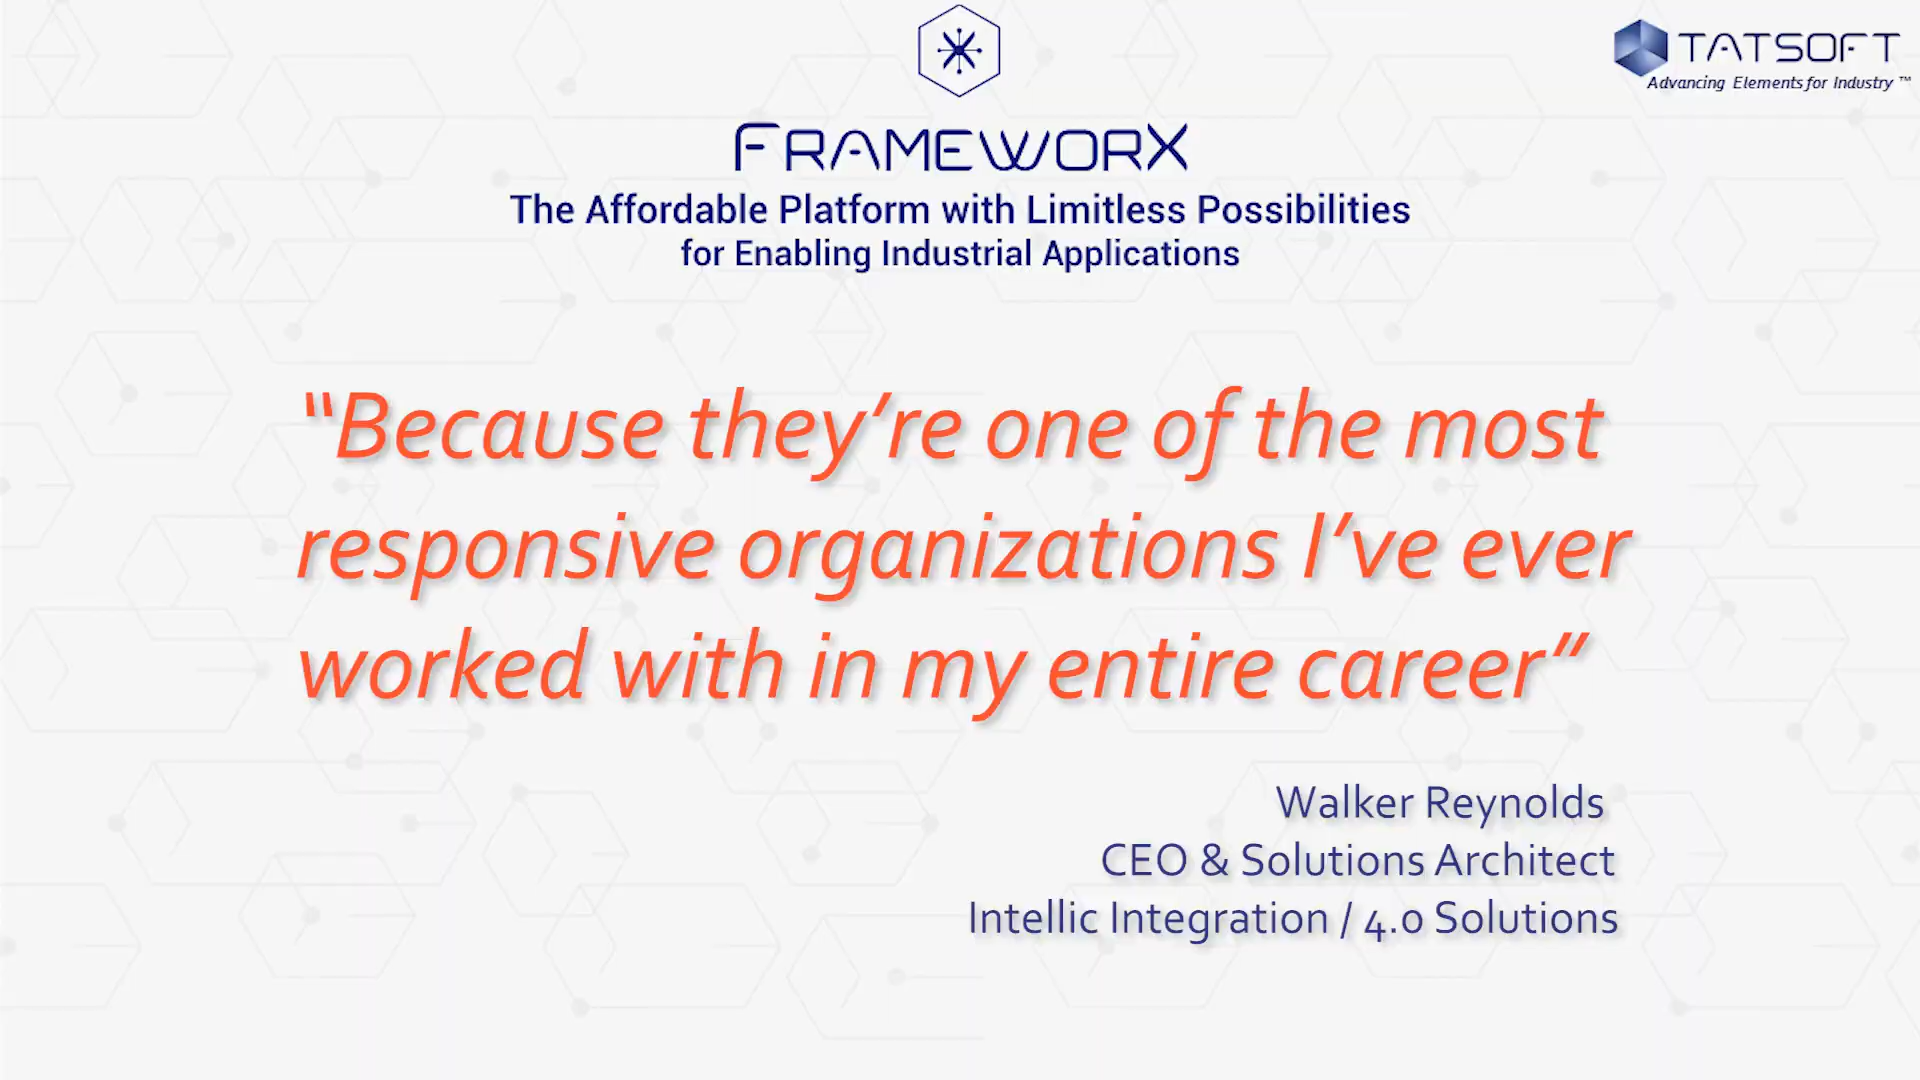 TATSOFT
Advancing Elements for Industry ™
FRAMEWORX
The Affordable Platform with Limitless Possibilities
for Enabling Industrial Applications
“Because they’re one of the most
responsive organizations I’ve ever
worked with in my entire career”
Walker Reynolds
CEO & Solutions Architect
Intellic Integration / 4.0 Solutions